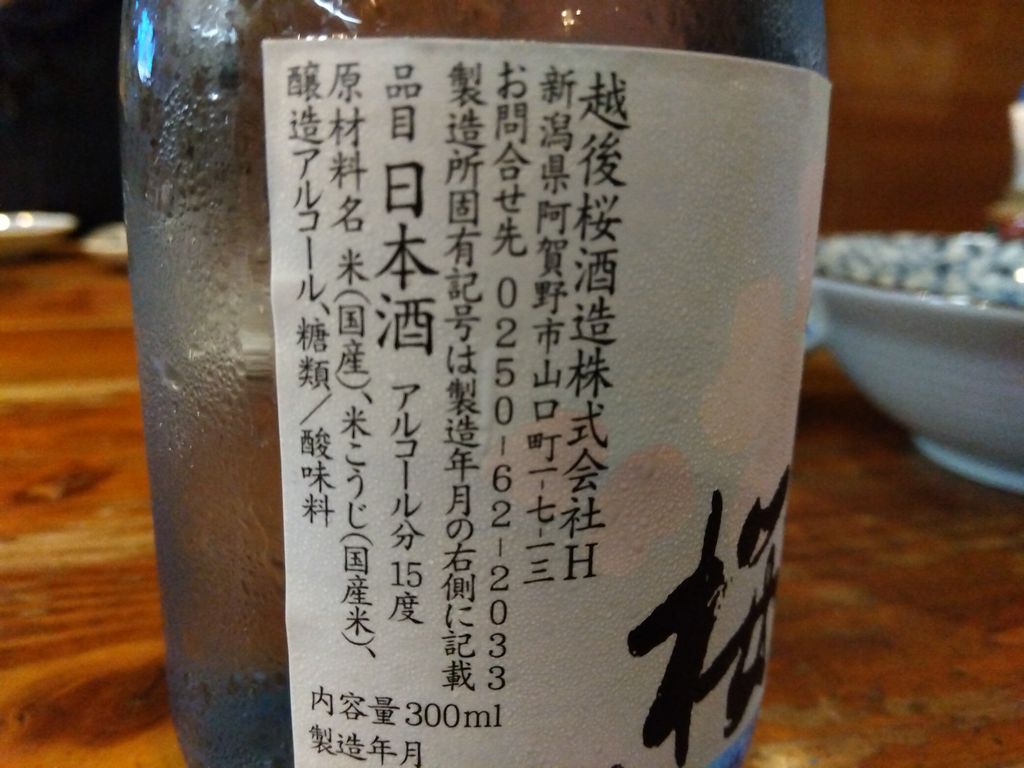 越後桜酒造株式会社H
新潟県阿賀野市山口町一-七-一三
お問合せ先 0250-62-2033
製造所固有記号は製造年月の右側に記載
品目 日本酒 アルコール分15度
原材料名 米(国産)、米こうじ(国産米)、
醸造アルコール、糖類／酸味料
内容量300ml
製造年月
桜